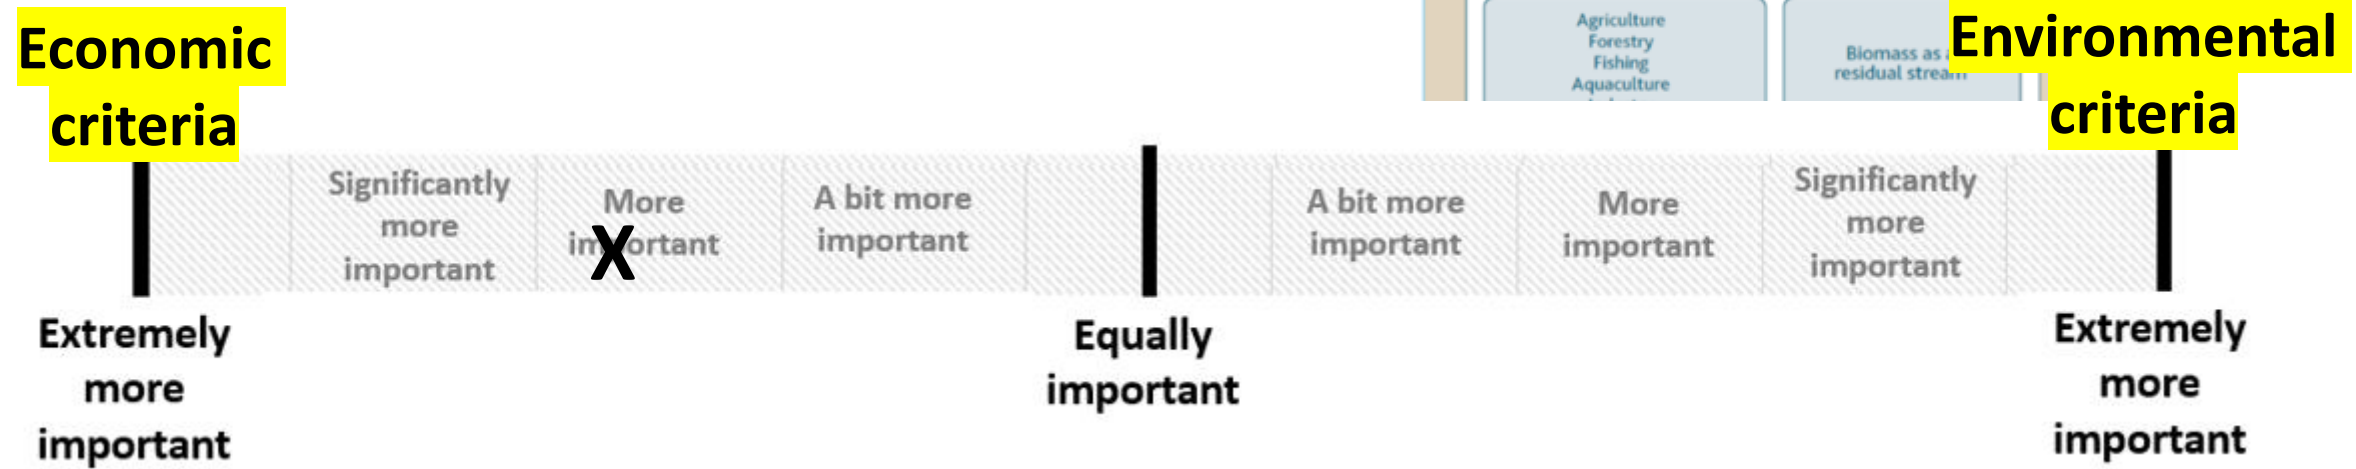 Economic
criteria
Agriculture
Forestry
Fishing
Aquaculture
Biomass as
residual stream
Environmental
criteria
Significantly
more
important
More
important
X
A bit more
important
A bit more
important
More
important
Significantly
more
important
Extremely
more
important
Equally
important
Extremely
more
important